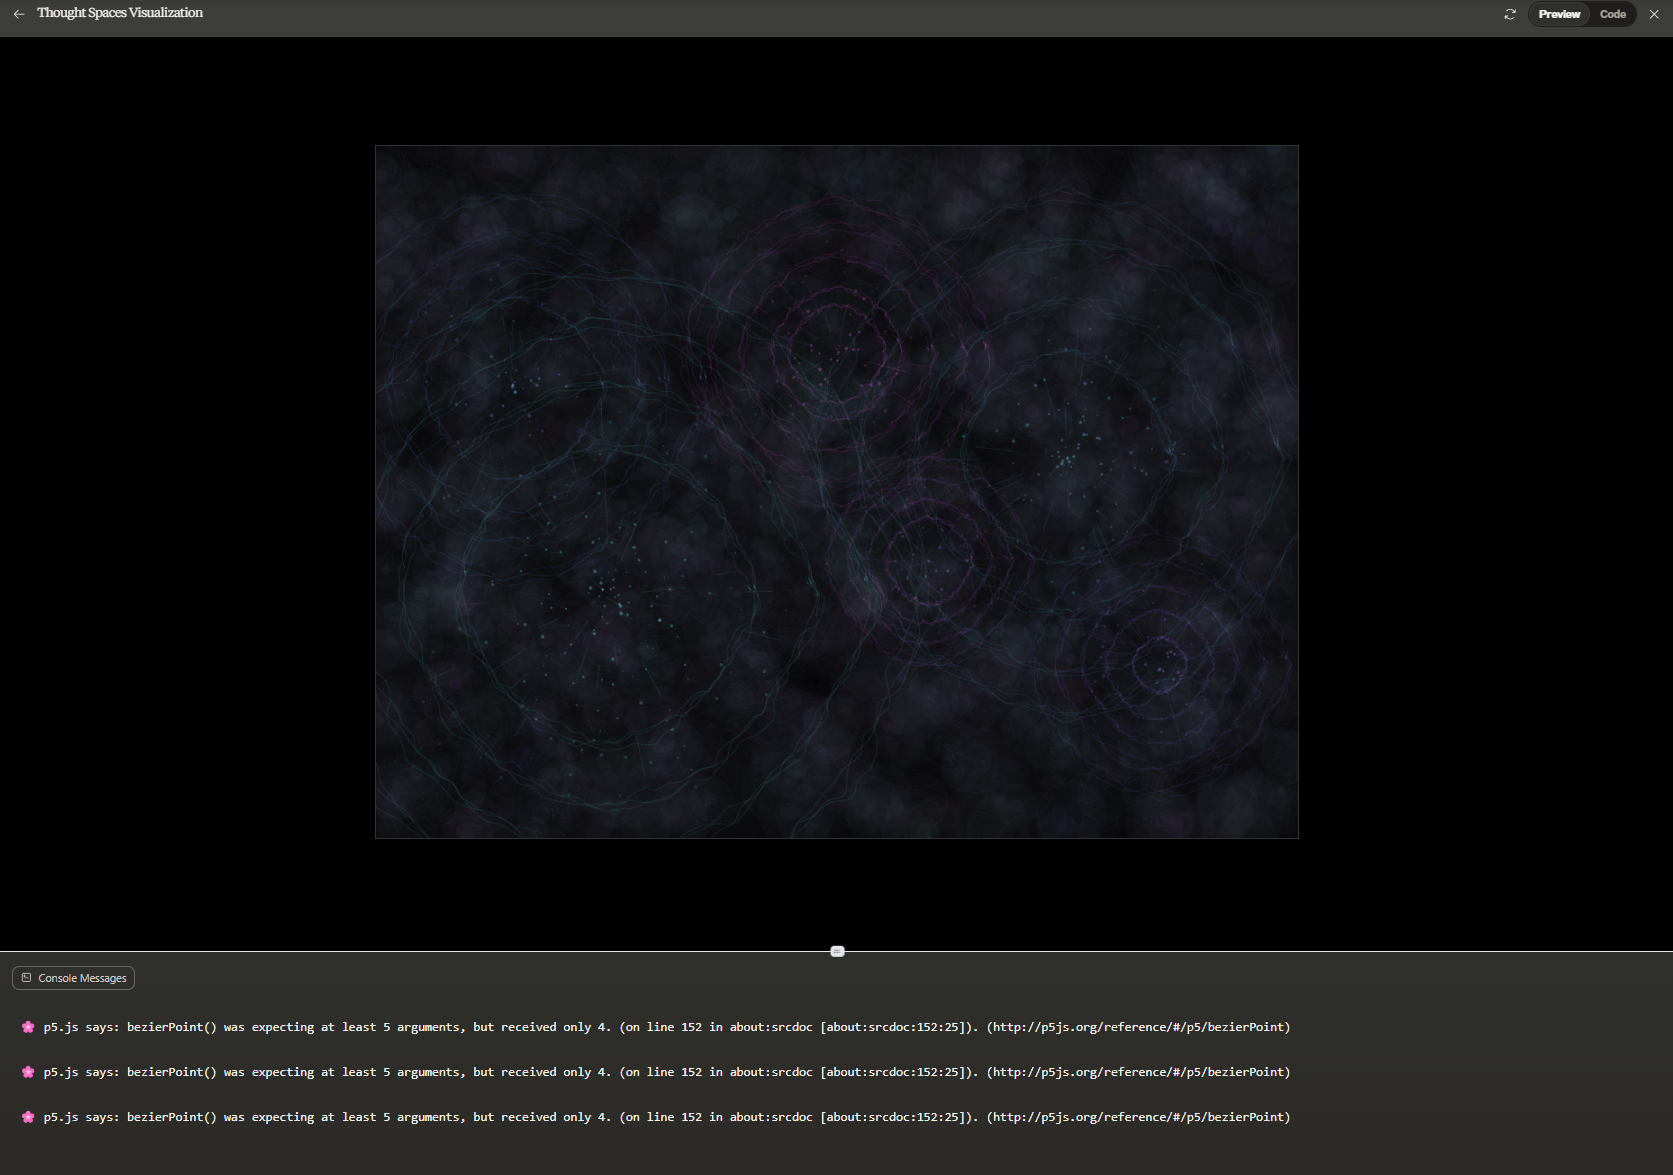 Thought Spaces Visualization
Preview Code
Console Messages
p5.js says: bezierPoint() was expecting at least 5 arguments, but received only 4. (on line 152 in about:srcdoc [about:srcdoc:152:25]). (http://p5js.org/reference/#/p5/bezierPoint)
p5.js says: bezierPoint() was expecting at least 5 arguments, but received only 4. (on line 152 in about:srcdoc [about:srcdoc:152:25]). (http://p5js.org/reference/#/p5/bezierPoint)
p5.js says: bezierPoint() was expecting at least 5 arguments, but received only 4. (on line 152 in about:srcdoc [about:srcdoc:152:25]). (http://p5js.org/reference/#/p5/bezierPoint)